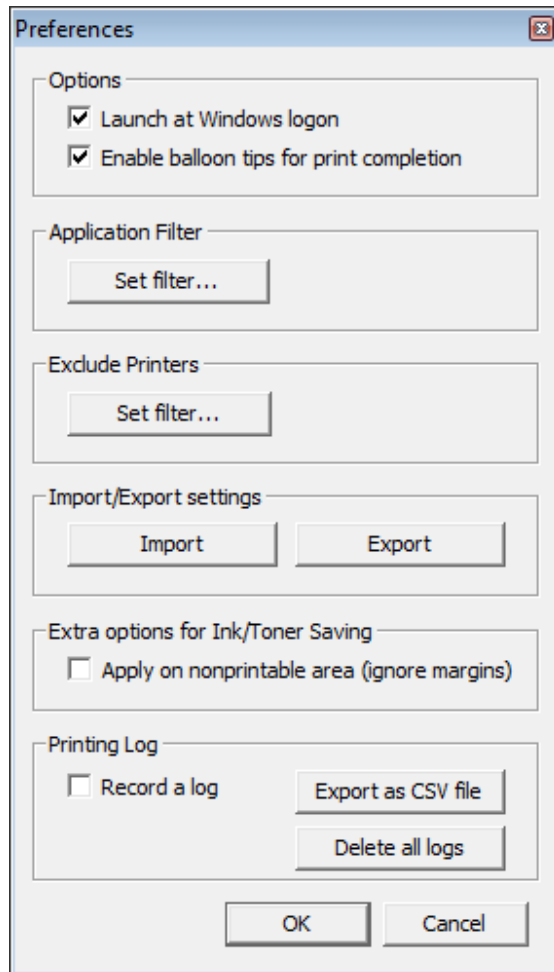 Preferences
Options
Launch at Windows logon
Enable balloon tips for print completion
Application Filter
Set filter...
Exclude Printers
Set filter...
Import/Export settings
Import Export
Extra options for Ink/Toner Saving
Apply on nonprintable area (ignore margins)
Printing Log
Record a log Export as CSV file
Delete all logs
OK Cancel